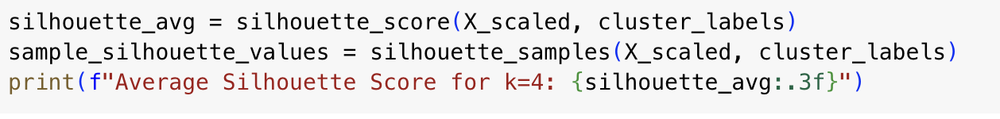 silhouette_avg = silhouette_score(X_scaled, cluster_labels)
sample_silhouette_values = silhouette_samples(X_scaled, cluster_labels)
print(f"Average Silhouette Score for k=4: {silhouette_avg:.3f}")